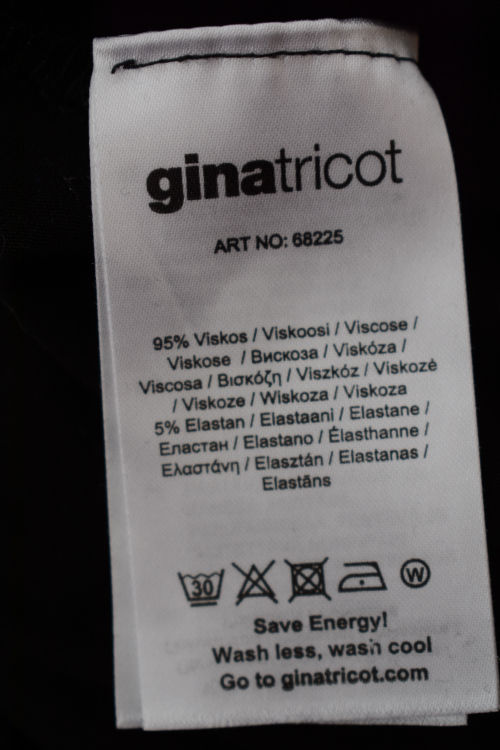 ginatricot
ART NO: 68225
95% Viskos / Viskoosi / Viscose /
Viskose / Вискоза / Viskóza /
Viscosa / Βισκόζη / Viszkóz / Viskozė
/ Viskoze / Wiskoza / Viskoza
5% Elastan / Elastaani / Elastane /
Еластан / Elastano / Élasthanne /
Ελαστάνη / Elasztán / Elastanas /
Elastāns
30 W
Save Energy!
Wash less, wash cool
Go to ginatricot.com